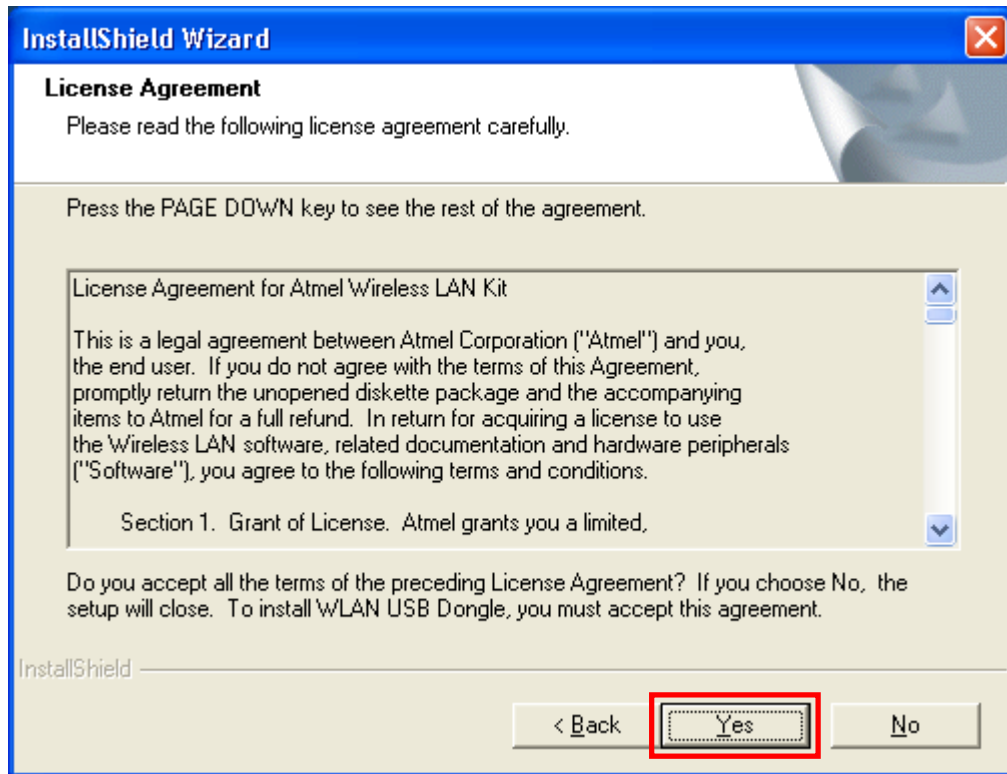 InstallShield Wizard
License Agreement
Please read the following license agreement carefully.
Press the PAGE DOWN key to see the rest of the agreement.
License Agreement for Atmel Wireless LAN Kit
This is a legal agreement between Atmel Corporation ("Atmel") and you,
the end user.  If you do not agree with the terms of this Agreement,
promptly return the unopened diskette package and the accompanying
items to Atmel for a full refund.  In return for acquiring a license to use
the Wireless LAN software, related documentation and hardware peripherals
("Software"), you agree to the following terms and conditions.
Section 1.  Grant of License.  Atmel grants you a limited,
Do you accept all the terms of the preceding License Agreement?  If you choose No,  the
setup will close.  To install WLAN USB Dongle, you must accept this agreement.
InstallShield
< Back Yes No